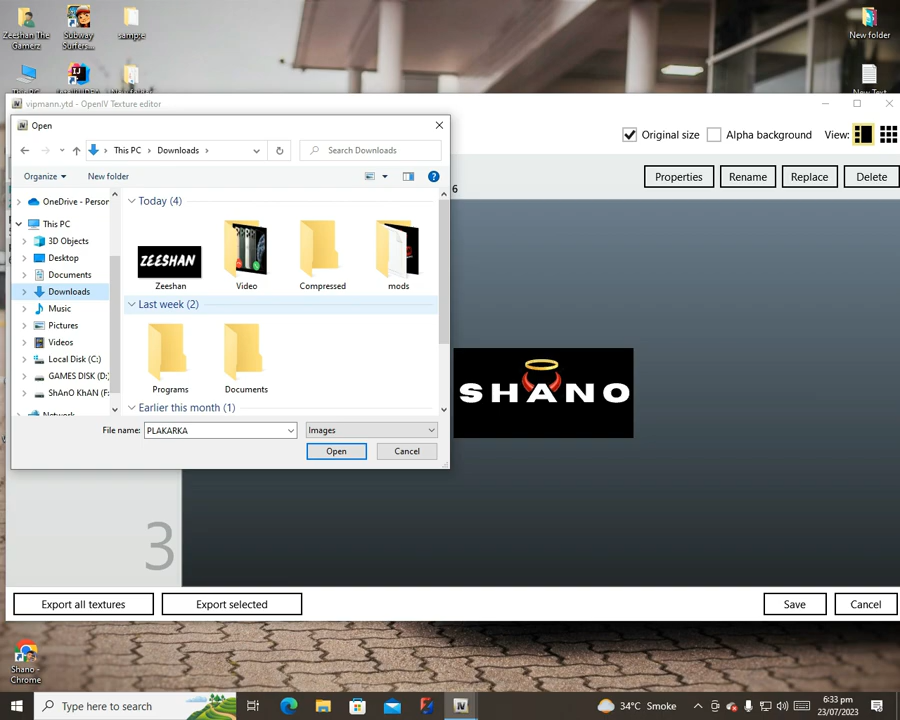 Zeeshan The
Gamerz
Subway
Surfers...
sample
New folder
This PC
New Text
vipmann.ytd - OpenIV Texture editor
Open
Original size
Alpha background
View:
This PC
Downloads
Search Downloads
Organize
New folder
6
Properties
Rename
Replace
Delete
OneDrive - Person
This PC
3D Objects
Desktop
Documents
Downloads
Music
Pictures
Videos
Local Disk (C:)
GAMES DISK (D:)
ShAnO KhAN (F:
Network
Today (4)
ZEESHAN
Zeeshan
Video
Compressed
mods
Last week (2)
Programs
Documents
Earlier this month (1)
File name:
PLAKARKA
Images
Open
Cancel
SHANO
3
Export all textures
Export selected
Save
Cancel
Shano -
Chrome
Type here to search
34°C Smoke
6:33 pm
23/07/2023